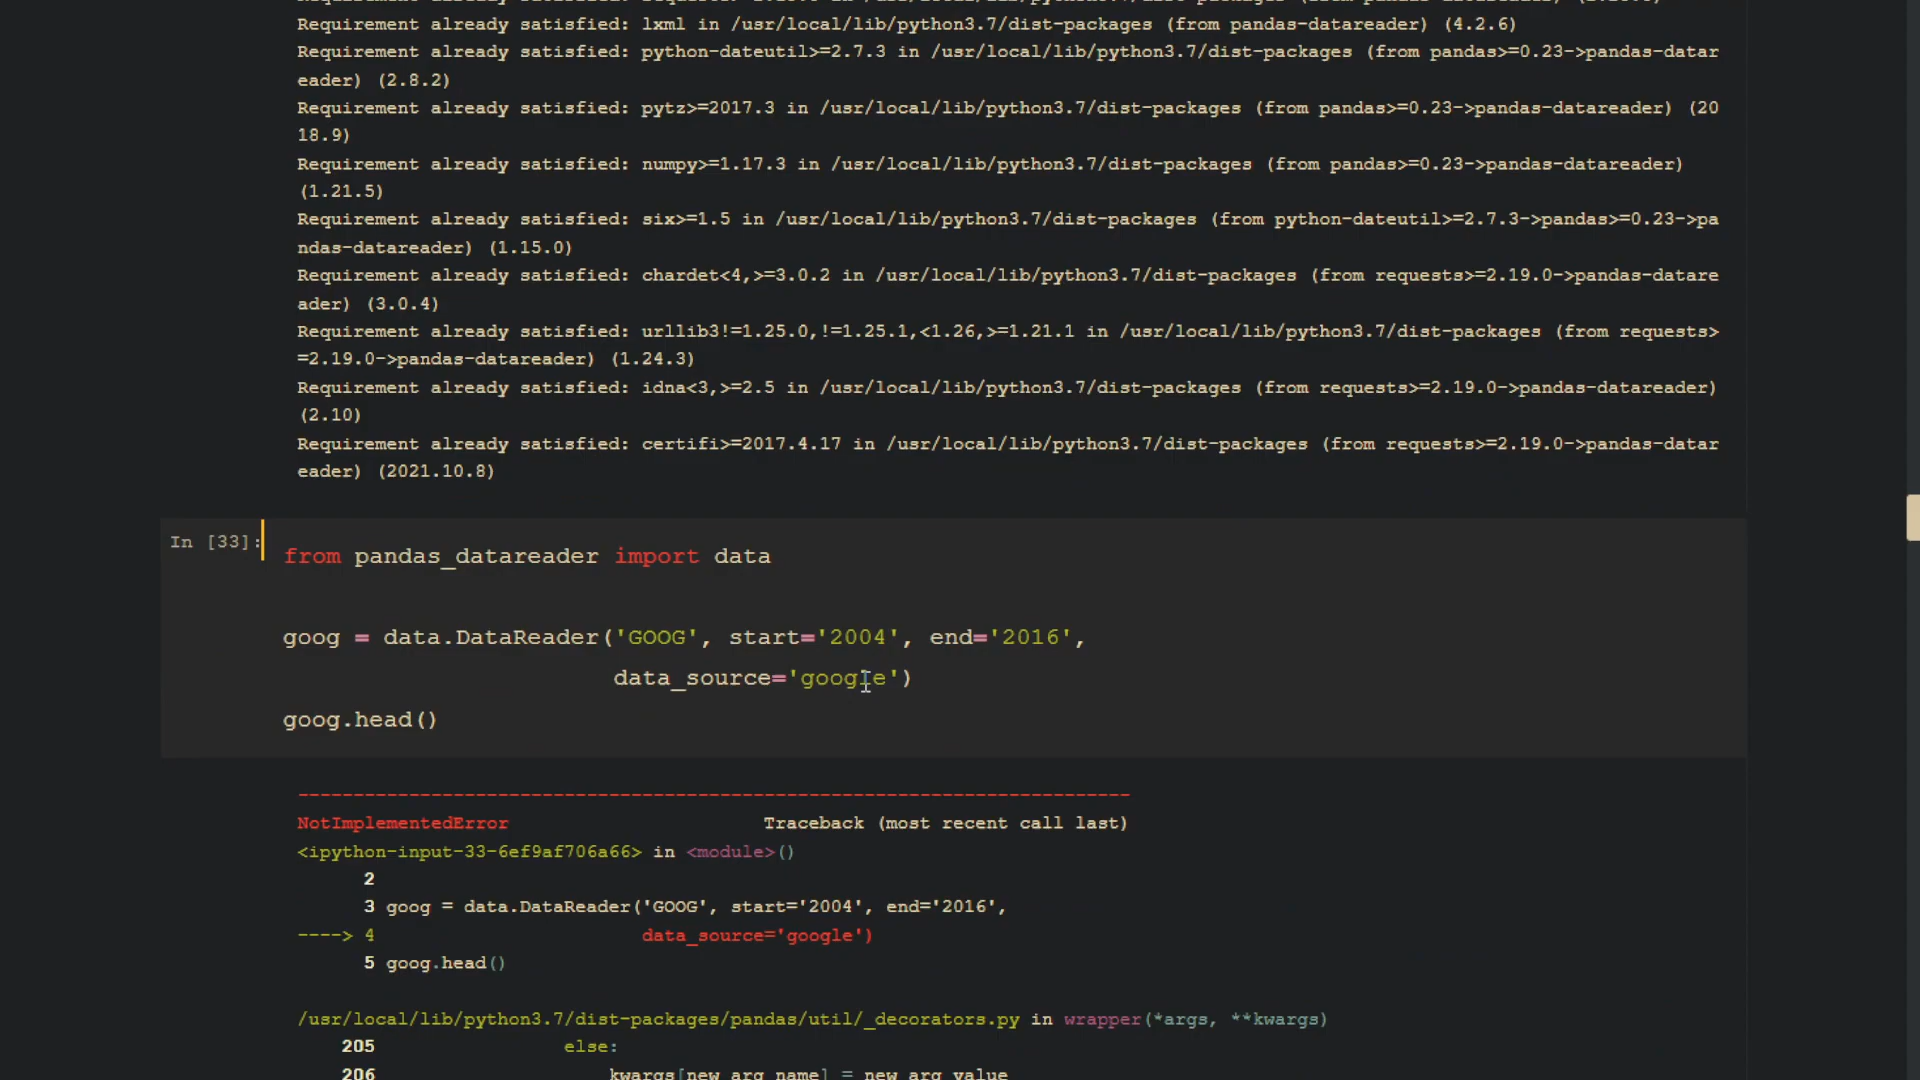 Requirement already satisfied: lxml in /usr/local/lib/python3.7/dist-packages (from pandas-datareader) (4.2.6)
Requirement already satisfied: python-dateutil>=2.7.3 in /usr/local/lib/python3.7/dist-packages (from pandas>=0.23->pandas-datar
eader) (2.8.2)
Requirement already satisfied: pytz>=2017.3 in /usr/local/lib/python3.7/dist-packages (from pandas>=0.23->pandas-datareader) (20
18.9)
Requirement already satisfied: numpy>=1.17.3 in /usr/local/lib/python3.7/dist-packages (from pandas>=0.23->pandas-datareader)
(1.21.5)
Requirement already satisfied: six>=1.5 in /usr/local/lib/python3.7/dist-packages (from python-dateutil>=2.7.3->pandas>=0.23->pa
ndas-datareader) (1.15.0)
Requirement already satisfied: chardet<4,>=3.0.2 in /usr/local/lib/python3.7/dist-packages (from requests>=2.19.0->pandas-datare
ader) (3.0.4)
Requirement already satisfied: urllib3!=1.25.0,!=1.25.1,<1.26,>=1.21.1 in /usr/local/lib/python3.7/dist-packages (from requests>
=2.19.0->pandas-datareader) (1.24.3)
Requirement already satisfied: idna<3,>=2.5 in /usr/local/lib/python3.7/dist-packages (from requests>=2.19.0->pandas-datareader)
(2.10)
Requirement already satisfied: certifi>=2017.4.17 in /usr/local/lib/python3.7/dist-packages (from requests>=2.19.0->pandas-datar
eader) (2021.10.8)
In [33]:
from pandas_datareader import data
goog = data.DataReader('GOOG', start='2004', end='2016',
data_source='google')
goog.head()
---------------------------------------------------------------------------
NotImplementedError Traceback (most recent call last)
<ipython-input-33-6ef9af706a66> in <module>()
2
3 goog = data.DataReader('GOOG', start='2004', end='2016',
----> 4 data_source='google')
5 goog.head()
/usr/local/lib/python3.7/dist-packages/pandas/util/_decorators.py in wrapper(*args, **kwargs)
205 else:
206 kwargs[new_arg_name] = new_arg_value